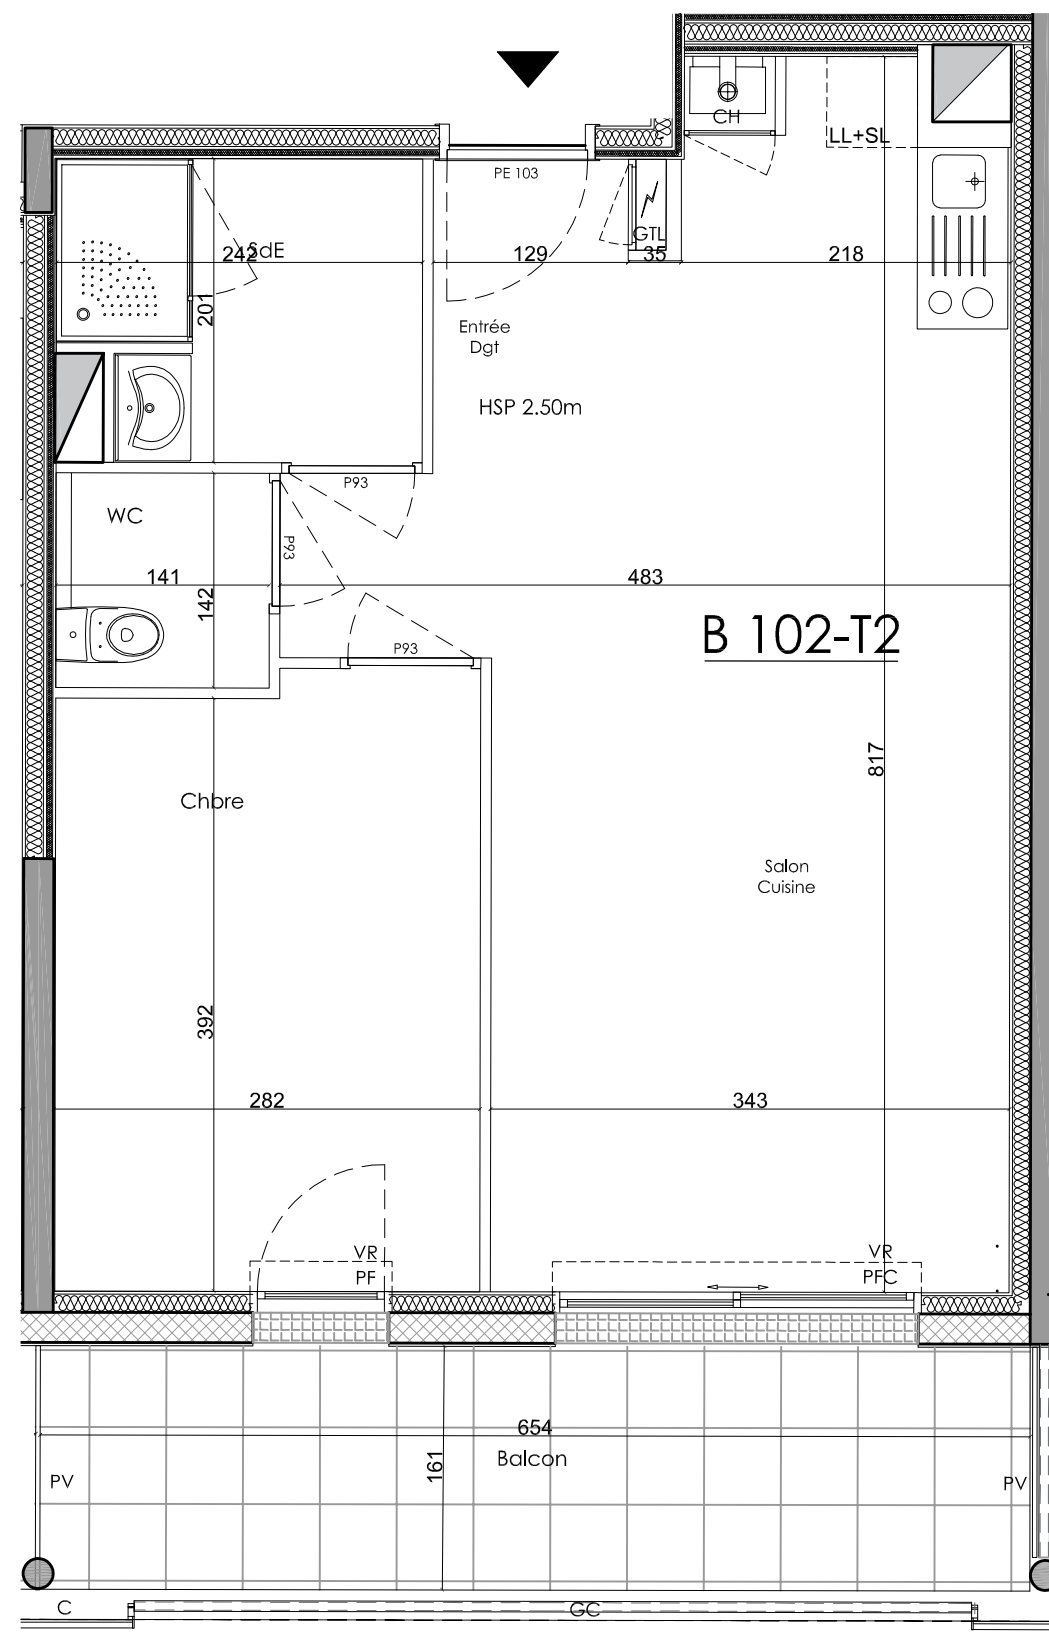 CH
LL+SL
PE 103
GTL
242
SdE
129
35
218
201
Entrée
Dgt
HSP 2.50m
P93
WC
P93
141
142
483
B 102-T2
P93
817
Chbre
Salon
Cuisine
392
282
343
VR
PF
VR
PFC
654
Balcon
161
PV
PV
C
GC